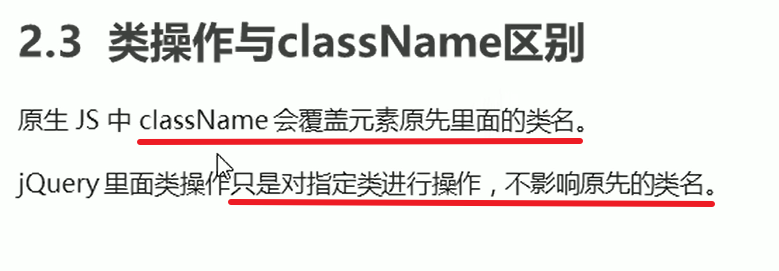 2.3 类操作与className区别
原生 JS 中 className 会覆盖元素原先里面的类名。
jQuery 里面类操作只是对指定类进行操作，不影响原先的类名。